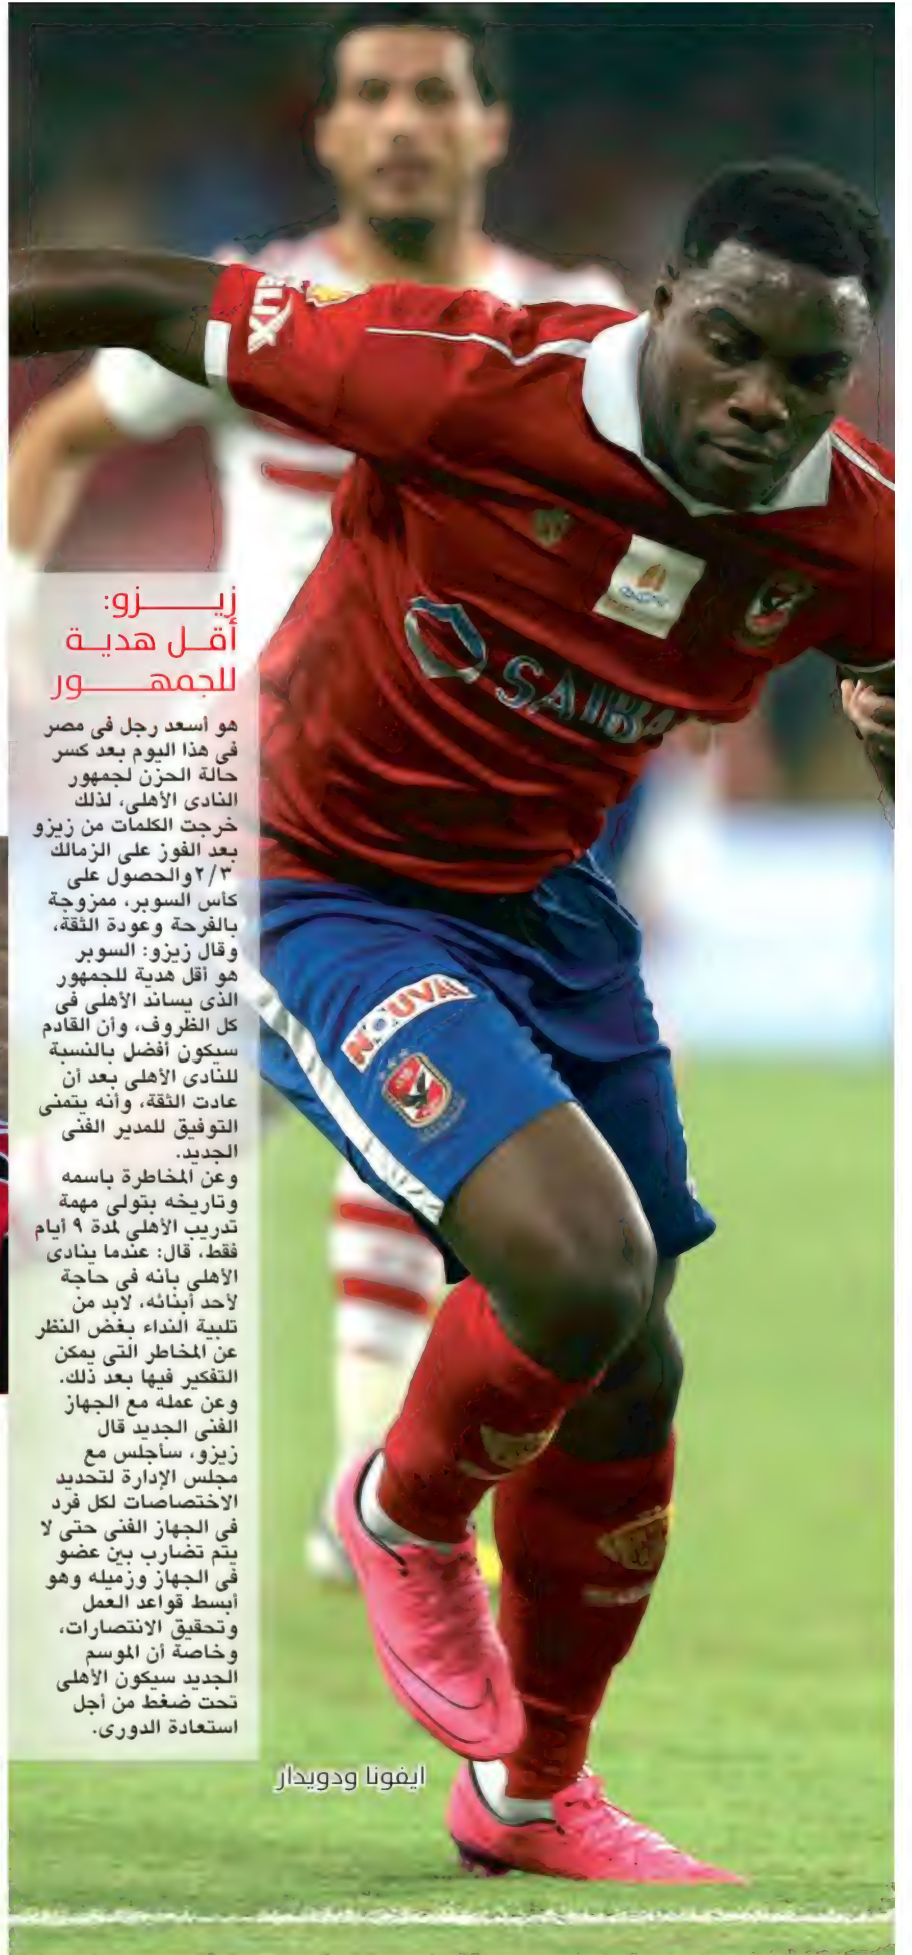 زيـــــزو:
أقــل هديــة
للجمهـــــور
هو أسعد رجل فى مصر
فى هذا اليوم بعد كسر
حالة الحزن لجمهور
النادى الأهلى، لذلك
خرجت الكلمات من زيزو
بعد الفوز على الزمالك
٢/٣ والحصول على
كأس السوبر، ممزوجة
بالفرحة وعودة الثقة،
وقال زيزو: السوبر
هو أقل هدية للجمهور
الذى يساند الأهلى فى
كل الظروف، وأن القادم
سيكون أفضل بالنسبة
للنادى الأهلى بعد أن
عادت الثقة، وأنه يتمنى
التوفيق للمدير الفنى
الجديد.
وعن المخاطرة باسمه
وتاريخه بتولى مهمة
تدريب الأهلى لمدة ٩ أيام
فقط، قال: عندما ينادى
الأهلى بأنه فى حاجة
لأحد أبنائه، لابد من
تلبية النداء بغض النظر
عن المخاطر التى يمكن
التفكير فيها بعد ذلك.
وعن عمله مع الجهاز
الفنى الجديد قال
زيزو، سأجلس مع
مجلس الإدارة لتحديد
الاختصاصات لكل فرد
فى الجهاز الفنى حتى لا
يتم تضارب بين عضو
فى الجهاز وزميله وهو
أبسط قواعد العمل
وتحقيق الانتصارات،
وخاصة أن الموسم
الجديد سيكون الأهلى
تحت ضغط من أجل
استعادة الدورى.
ايفونا ودويدار
SAIB
NOUVA